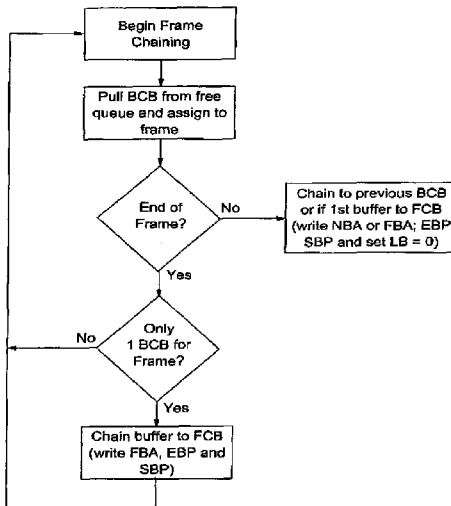 Begin Frame
Chaining
Pull BCB from free
queue and assign to
frame
End of
Frame?
No
Chain to previous BCB
or if 1st buffer to FCB
(write NBA or FBA; EBP
SBP and set LB = 0)
Yes
Only
1 BCB for
Frame?
No
Yes
Chain buffer to FCB
(write FBA, EBP and
SBP)